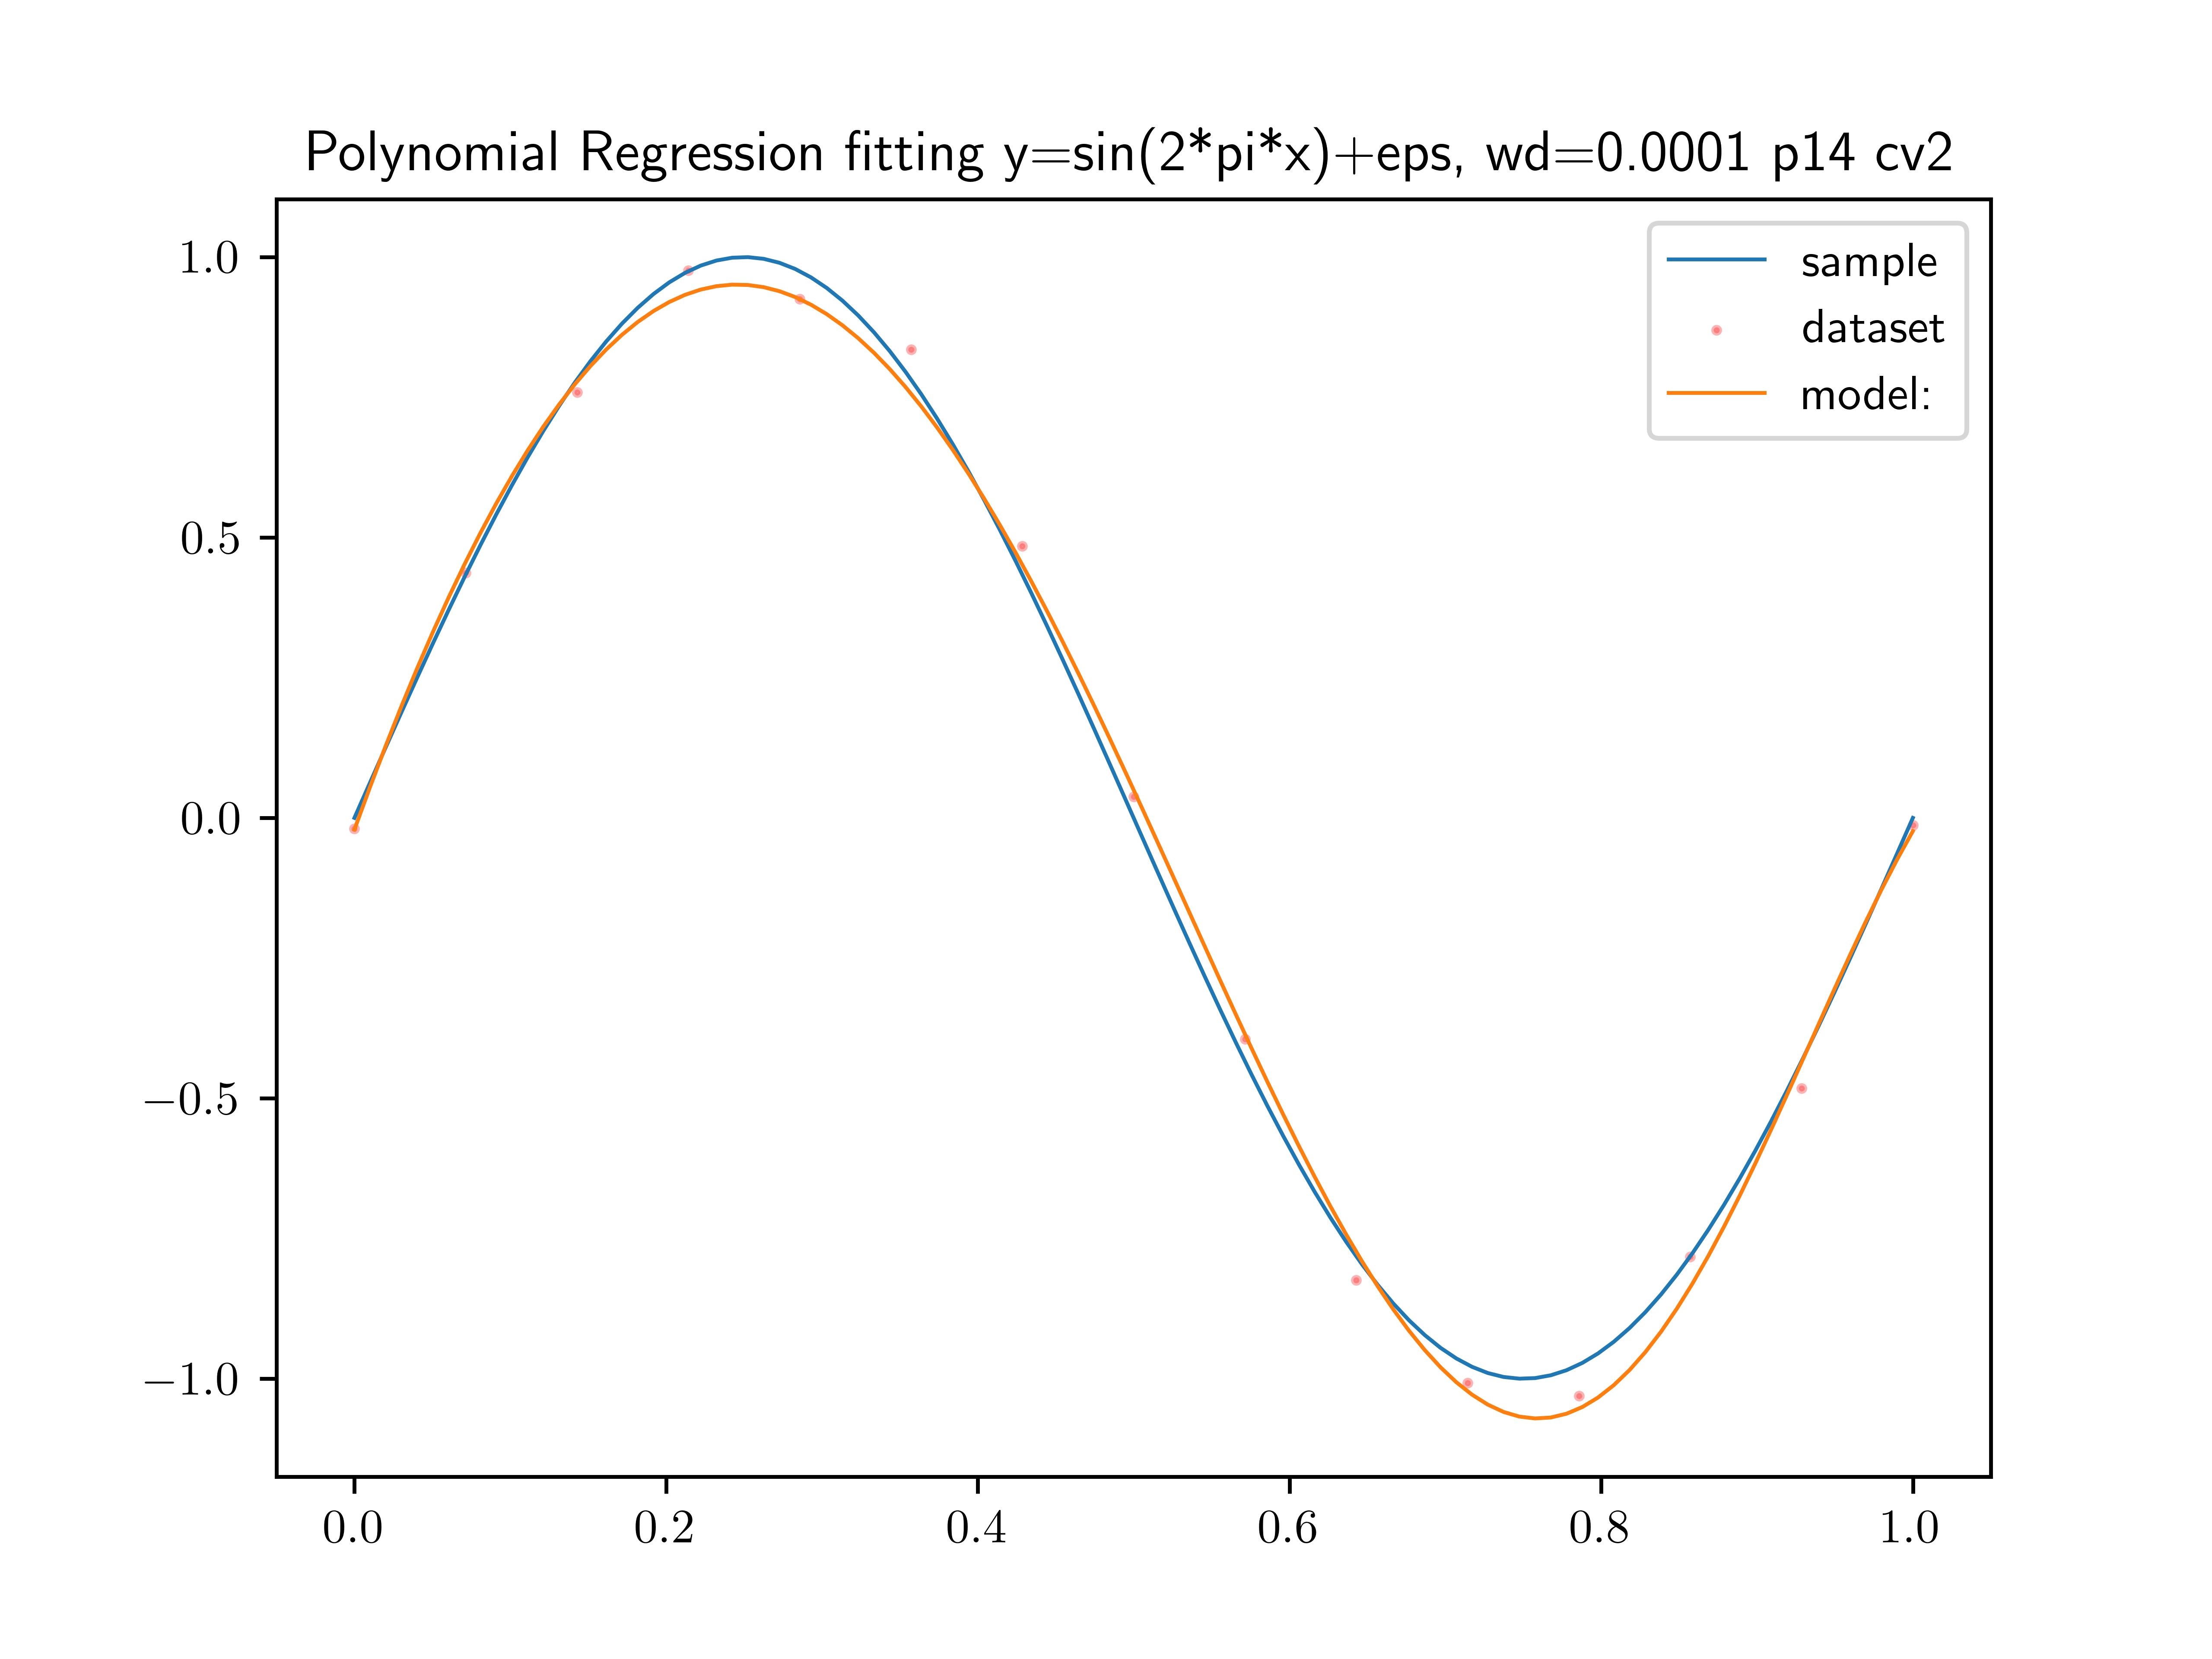 Polynomial Regression fitting y=sin(2*pi*x)+eps, wd=0.0001 p14 cv2
sample
dataset
model:
1.0
0.5
0.0
−0.5
−1.0
0.0 0.2 0.4 0.6 0.8 1.0